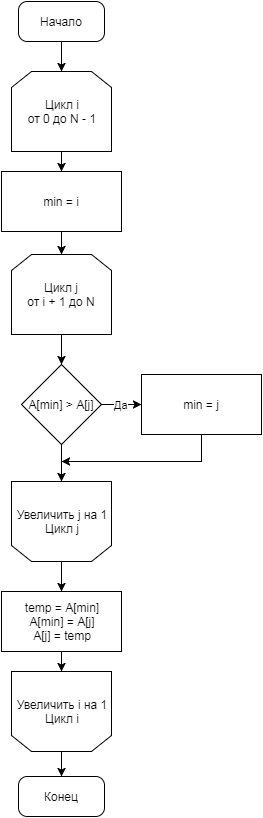 Начало
Цикл i
от 0 до N - 1
min = i
Цикл j
от i + 1 до N
A[min] > A[j]
Да
min = j
Увеличить j на 1
Цикл j
temp = A[min]
A[min] = A[j]
A[j] = temp
Увеличить i на 1
Цикл i
Конец